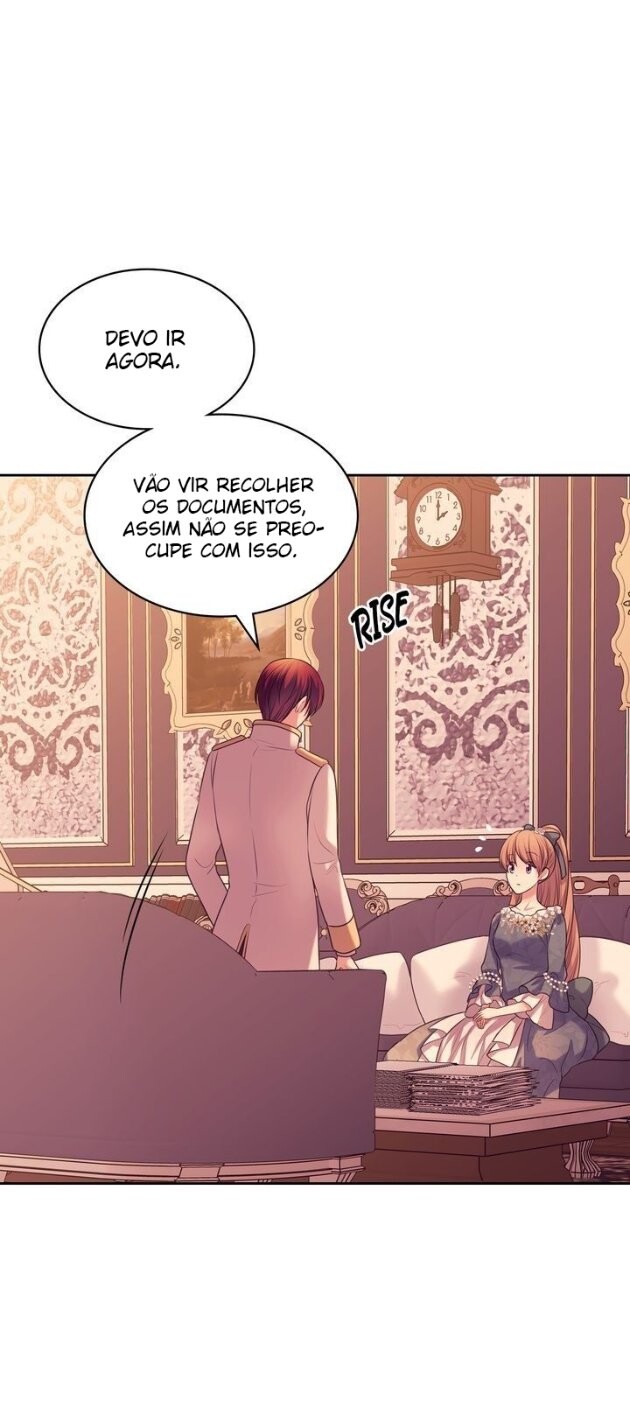 DEVO IR
AGORA.
VÃO VIR RECOLHER
OS DOCUMENTOS,
ASSIM NÃO SE PREO-
CUPE COM ISSO.
RISE